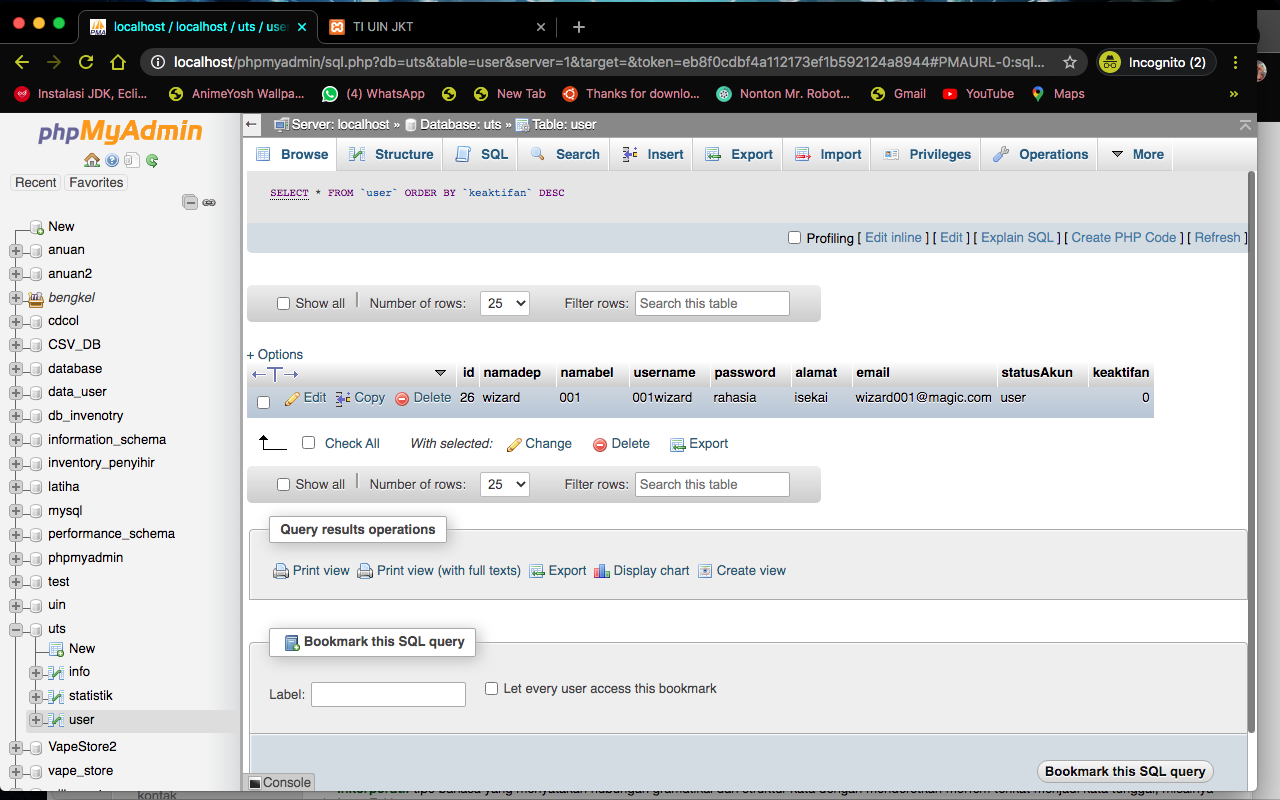 localhost / localhost / uts / use
TI UIN JKT
localhost/phpmyadmin/sql.php?db=uts&table=user&server=1&target=&token=eb8f0cdbf4a112173ef1b592124a8944#PMAURL-0:sql...
Incognito (2)
Instalasi JDK, Ecli... AnimeYosh Wallpa... (4) WhatsApp New Tab Thanks for downlo... Nonton Mr. Robot... Gmail YouTube Maps »
phpMyAdmin
Recent Favorites
New
anuan
anuan2
bengkel
cdcol
CSV_DB
database
data_user
db_invenotry
information_schema
inventory_penyihir
latiha
mysql
performance_schema
phpmyadmin
test
uin
uts
New
info
statistik
user
VapeStore2
vape_store
Server: localhost » Database: uts » Table: user
Browse Structure SQL Search Insert Export Import Privileges Operations More
SELECT * FROM `user` ORDER BY `keaktifan` DESC
Profiling [ Edit inline ] [ Edit ] [ Explain SQL ] [ Create PHP Code ] [ Refresh ]
Show all Number of rows: 25 Filter rows: Search this table
+ Options
id namadep namabel username password alamat email statusAkun keaktifan
Edit Copy Delete 26 wizard 001 001wizard rahasia isekai wizard001@magic.com user 0
Check All With selected: Change Delete Export
Show all Number of rows: 25 Filter rows: Search this table
Query results operations
Print view Print view (with full texts) Export Display chart Create view
Bookmark this SQL query
Label: Let every user access this bookmark
Bookmark this SQL query
Console
kontak